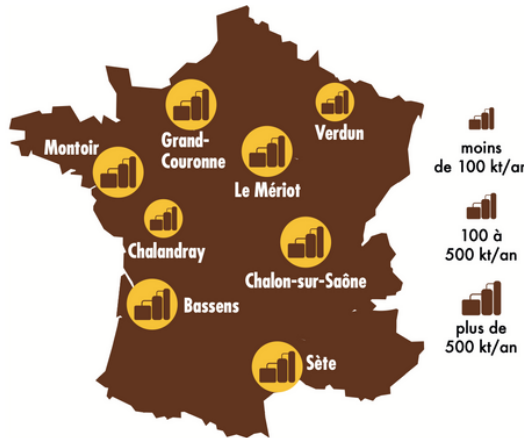 Grand-
Couronne
Verdun
Montoir
Le Mériot
Chalandray
Chalon-sur-Saône
Bassens
Sète
moins
de 100 kt/an
100 à
500 kt/an
plus de
500 kt/an